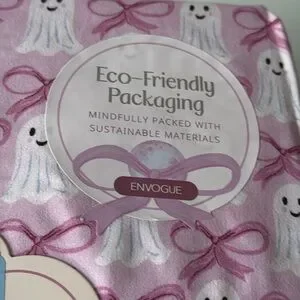 Eco-Friendly
Packaging
MINDFULLY PACKED WITH
SUSTAINABLE MATERIALS
ENVOGUE